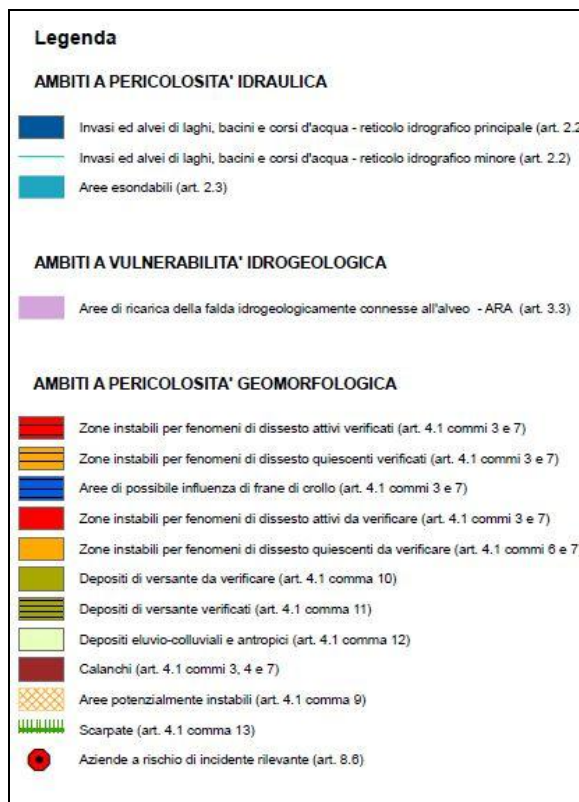 Legenda
AMBITI A PERICOLOSITA' IDRAULICA
Invasi ed alvei di laghi, bacini e corsi d'acqua - reticolo idrografico principale (art. 2.2
Invasi ed alvei di laghi, bacini e corsi d'acqua - reticolo idrografico minore (art. 2.2)
Aree esondabili (art. 2.3)
AMBITI A VULNERABILITA' IDROGEOLOGICA
Aree di ricarica della falda idrogeologicamente connesse all'alveo - ARA (art. 3.3)
AMBITI A PERICOLOSITA' GEOMORFOLOGICA
Zone instabili per fenomeni di dissesto attivi verificati (art. 4.1 commi 3 e 7)
Zone instabili per fenomeni di dissesto quiescenti verificati (art. 4.1 commi 3 e 7)
Aree di possibile influenza di frane di crollo (art. 4.1 commi 3 e 7)
Zone instabili per fenomeni di dissesto attivi da verificare (art. 4.1 commi 3 e 7)
Zone instabili per fenomeni di dissesto quiescenti da verificare (art. 4.1 commi 6 e 7
Depositi di versante da verificare (art. 4.1 comma 10)
Depositi di versante verificati (art. 4.1 comma 11)
Depositi eluvio-colluviali e antropici (art. 4.1 comma 12)
Calanchi (art. 4.1 commi 3, 4 e 7)
Aree potenzialmente instabili (art. 4.1 comma 9)
Scarpate (art. 4.1 comma 13)
Aziende a rischio di incidente rilevante (art. 8.6)